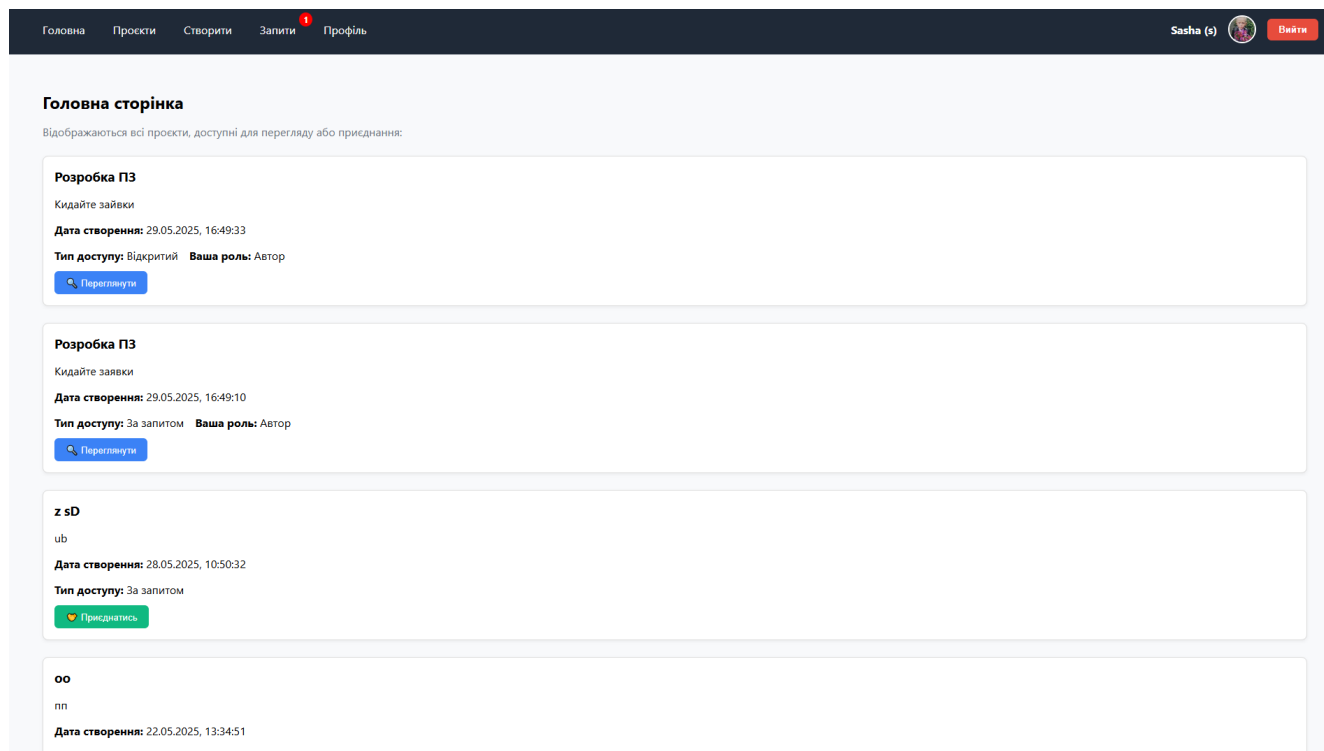 Головна Проєкти Створити Запити 1 Профіль Sasha (s) Вийти
Головна сторінка
Відображаються всі проєкти, доступні для перегляду або приєднання:
Розробка ПЗ
Кидайте зайвки
Дата створення: 29.05.2025, 16:49:33
Тип доступу: Відкритий Ваша роль: Автор
Переглянути
Розробка ПЗ
Кидайте заявки
Дата створення: 29.05.2025, 16:49:10
Тип доступу: За запитом Ваша роль: Автор
Переглянути
z sD
ub
Дата створення: 28.05.2025, 10:50:32
Тип доступу: За запитом
Приєднатись
оо
пп
Дата створення: 22.05.2025, 13:34:51